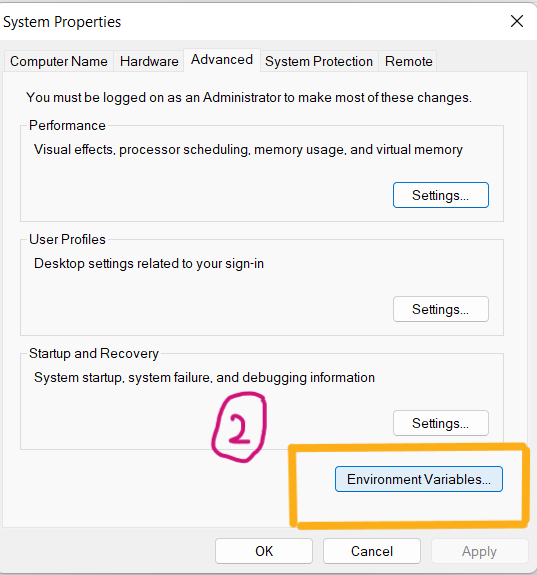 System Properties
Computer Name Hardware Advanced System Protection Remote
You must be logged on as an Administrator to make most of these changes.
Performance
Visual effects, processor scheduling, memory usage, and virtual memory
Settings...
User Profiles
Desktop settings related to your sign-in
Settings...
Startup and Recovery
System startup, system failure, and debugging information
2
Settings...
Environment Variables...
OK Cancel Apply